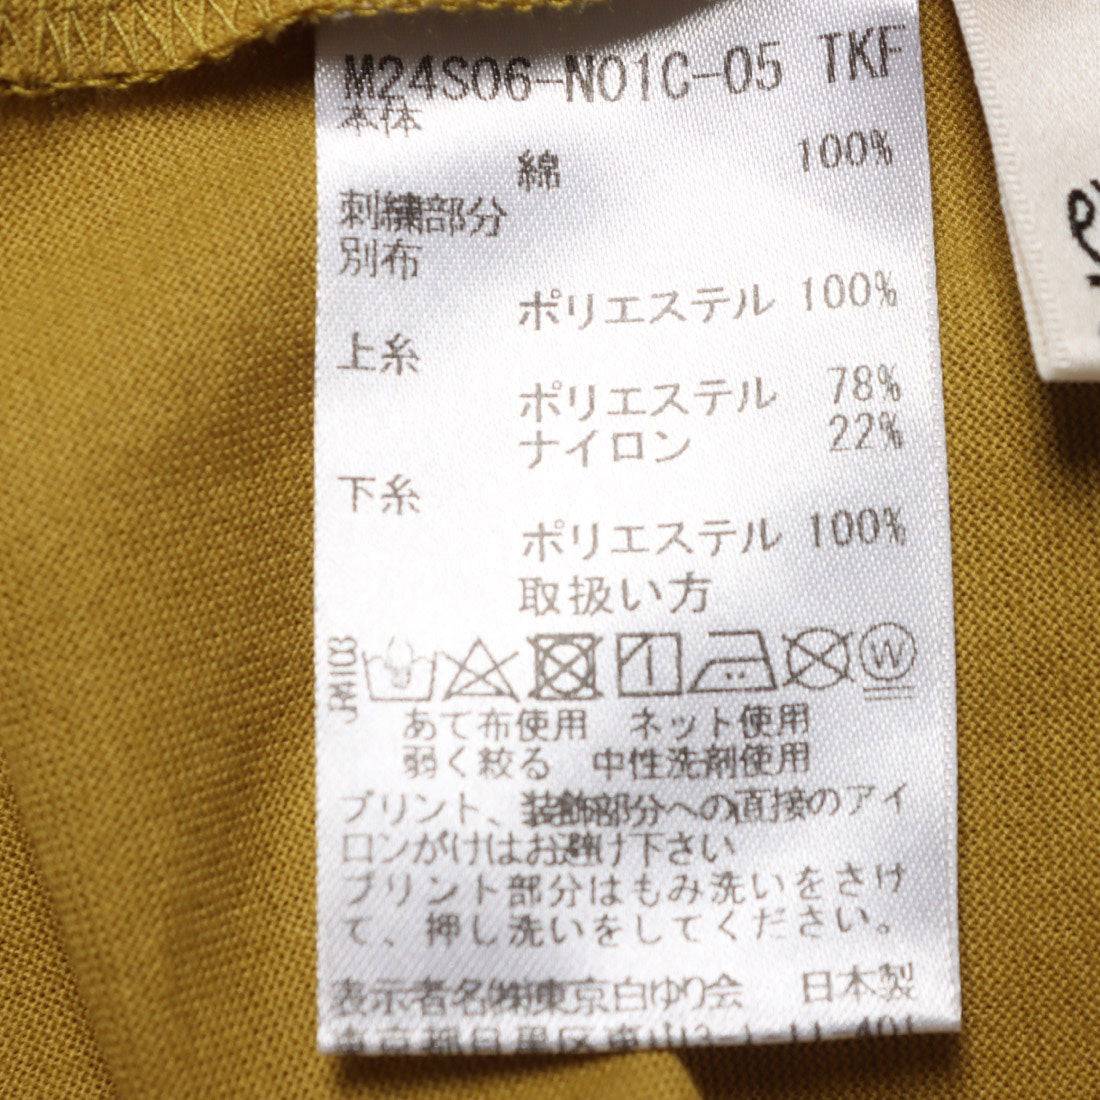 M24S06-N01C-05 TKF
本体
綿 100%
刺繍部分
別布
ポリエステル 100%
上糸
ポリエステル 78%
ナイロン 22%
下糸
ポリエステル 100%
取扱い方
W
あて布使用 ネット使用
弱く絞る 中性洗剤使用
プリント、装飾部分への直接のアイ
ロンがけはお避け下さい
プリント部分はもみ洗いをさけ
て、押し洗いをしてください。
表示者名㈱東京白ゆり会 日本製
東京都目黒区